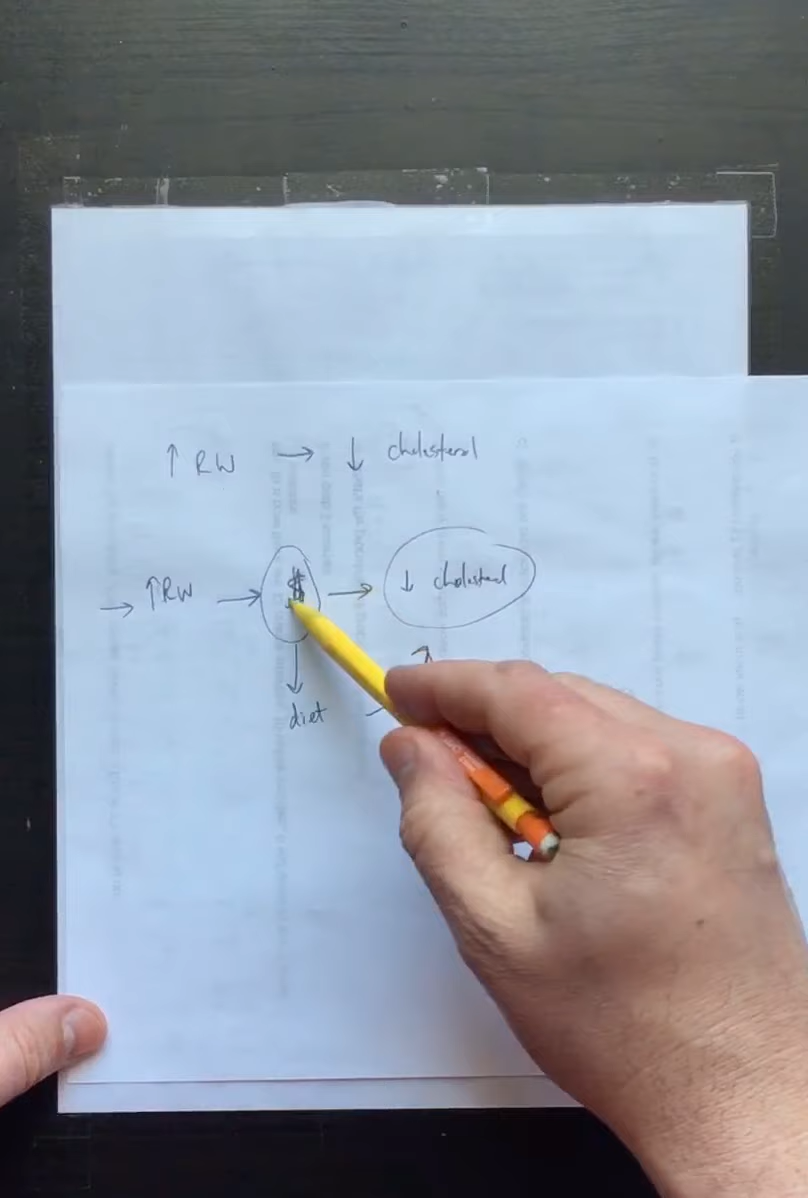 ↑ RW → ↓ cholesterol
→ ↑RW → $ → ↓ cholesterol
↓
diet